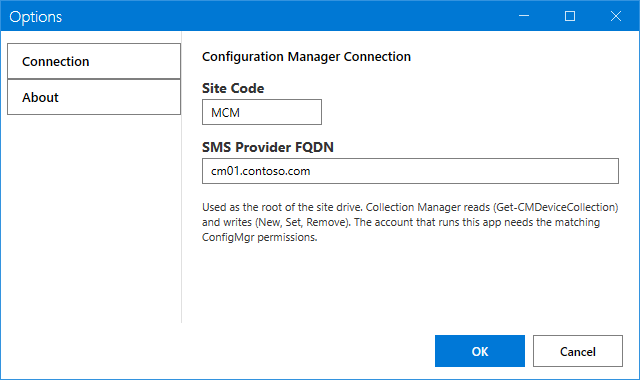 Options
Connection
About
Configuration Manager Connection
Site Code
MCM
SMS Provider FQDN
cm01.contoso.com
Used as the root of the site drive. Collection Manager reads (Get-CMDeviceCollection)
and writes (New, Set, Remove). The account that runs this app needs the matching
ConfigMgr permissions.
OK
Cancel